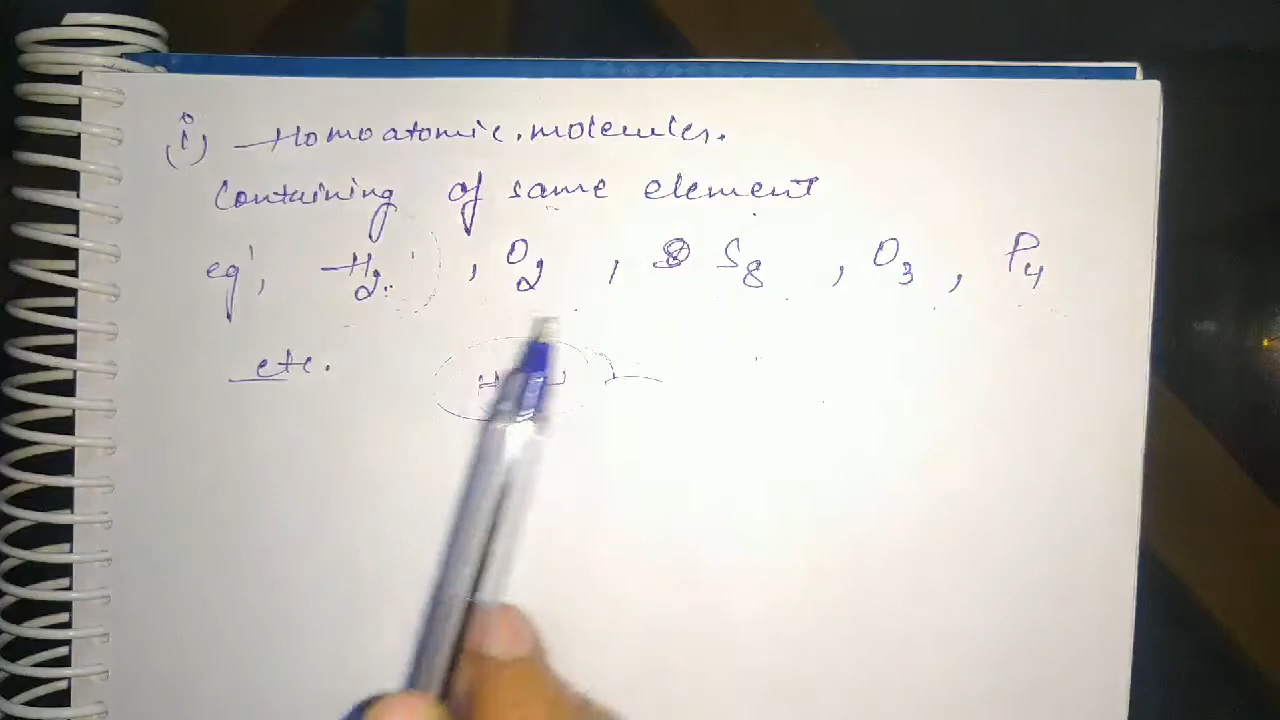 (i) Homoatomic molecules.
Containing of same element
eg', H2, O2, S8, O3, P4
etc.